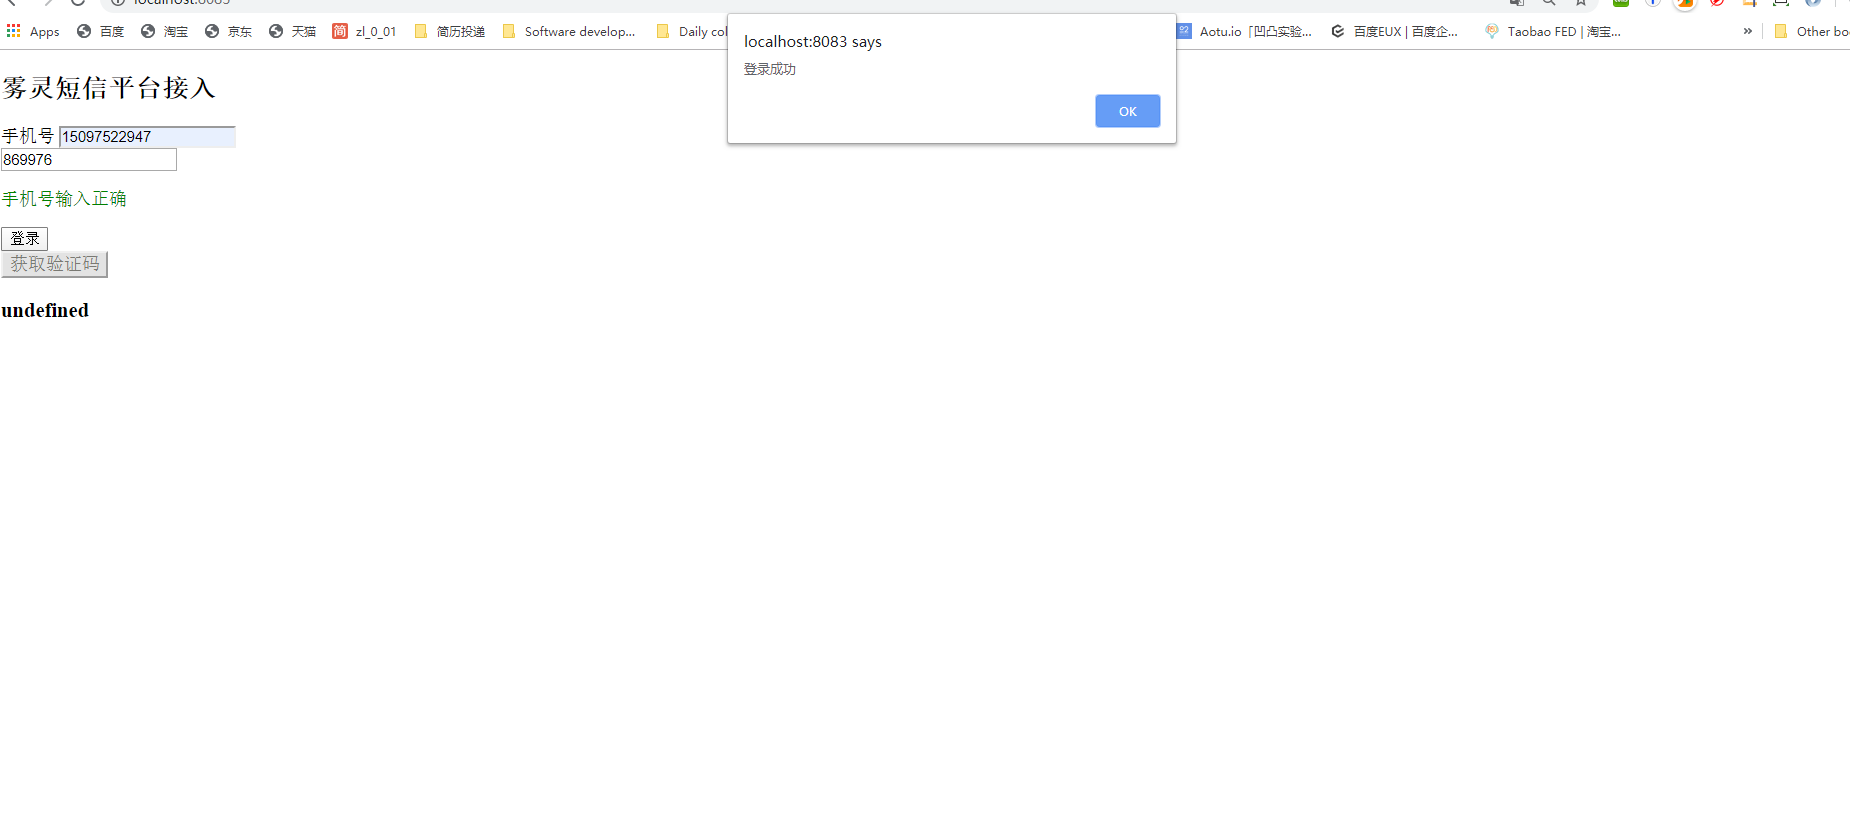 localhost:8083
Apps 百度 淘宝 京东 天猫 简 zl_0_01 简历投递 Software develop... Daily col Aotu.io「凹凸实验... 百度EUX | 百度企... Taobao FED | 淘宝... » Other bo
localhost:8083 says
登录成功
OK
雾灵短信平台接入
手机号 15097522947
869976
手机号输入正确
登录
获取验证码
undefined